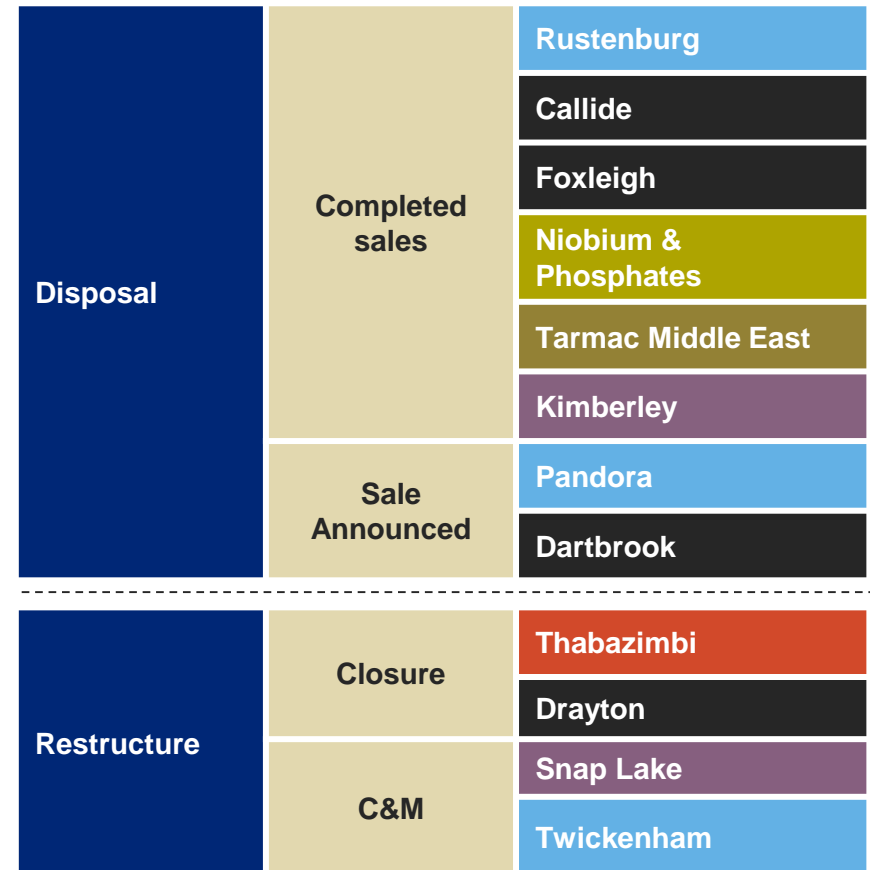 Disposal
Completed
sales
Rustenburg
Callide
Foxleigh
Niobium &
Phosphates
Tarmac Middle East
Kimberley
Sale
Announced
Pandora
Dartbrook
Restructure
Closure
Thabazimbi
Drayton
C&M
Snap Lake
Twickenham